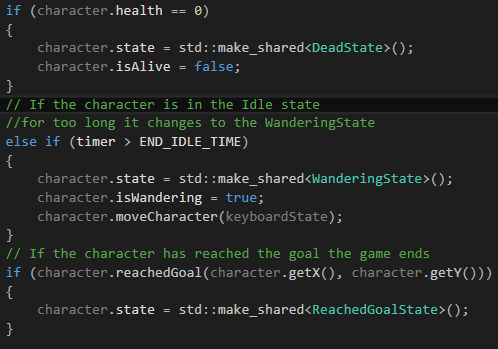 if (character.health == 0)
{
    character.state = std::make_shared<DeadState>();
    character.isAlive = false;
}
// If the character is in the Idle state
//for too long it changes to the WanderingState
else if (timer > END_IDLE_TIME)
{
    character.state = std::make_shared<WanderingState>();
    character.isWandering = true;
    character.moveCharacter(keyboardState);
}
// If the character has reached the goal the game ends
if (character.reachedGoal(character.getX(), character.getY()))
{
    character.state = std::make_shared<ReachedGoalState>();
}